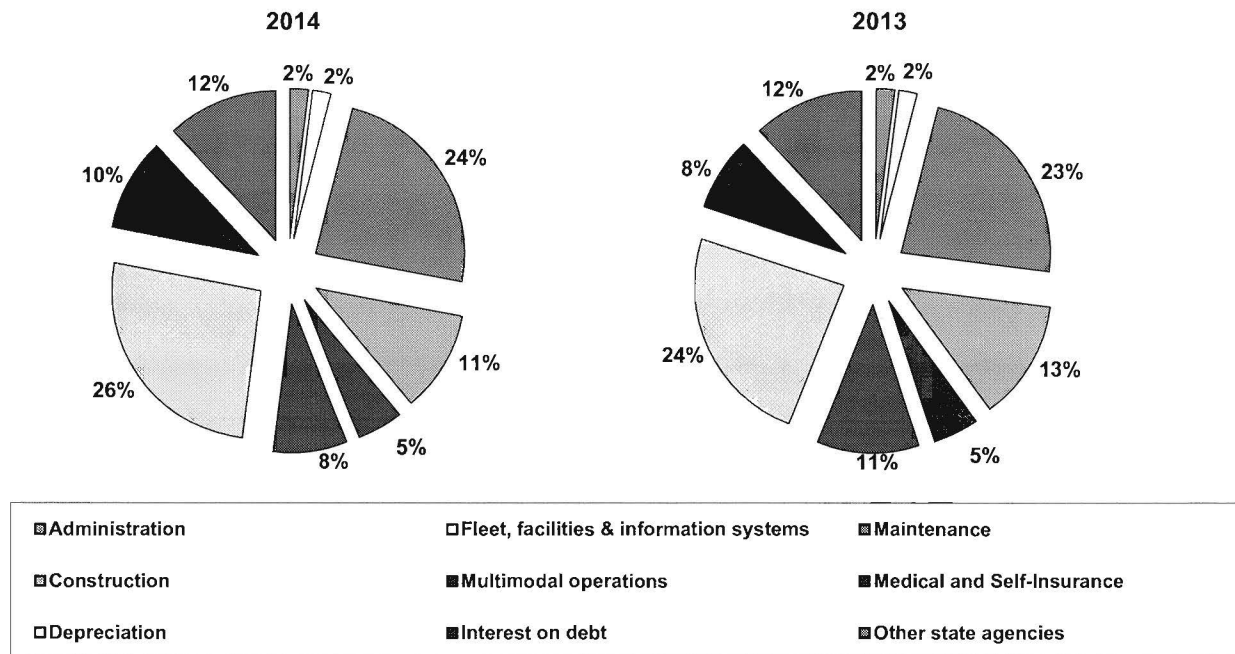 2014 2013
2% 2% 2% 2%
12% 12%
24% 23%
10% 8%
11% 13%
26% 24%
5% 5%
8% 11%
Administration Fleet, facilities & information systems Maintenance
Construction Multimodal operations Medical and Self-Insurance
Depreciation Interest on debt Other state agencies